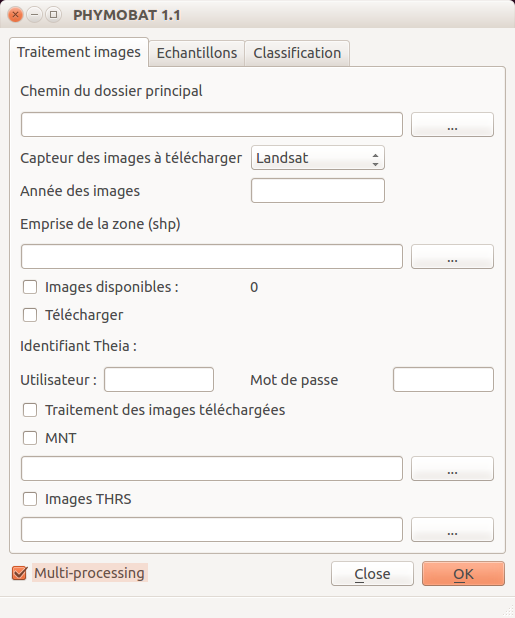 PHYMOBAT 1.1
Traitement images Echantillons Classification
Chemin du dossier principal
...
Capteur des images à télécharger Landsat
Année des images
Emprise de la zone (shp)
...
Images disponibles : 0
Télécharger
Identifiant Theia :
Utilisateur : Mot de passe
Traitement des images téléchargées
MNT
...
Images THRS
...
Multi-processing Close OK